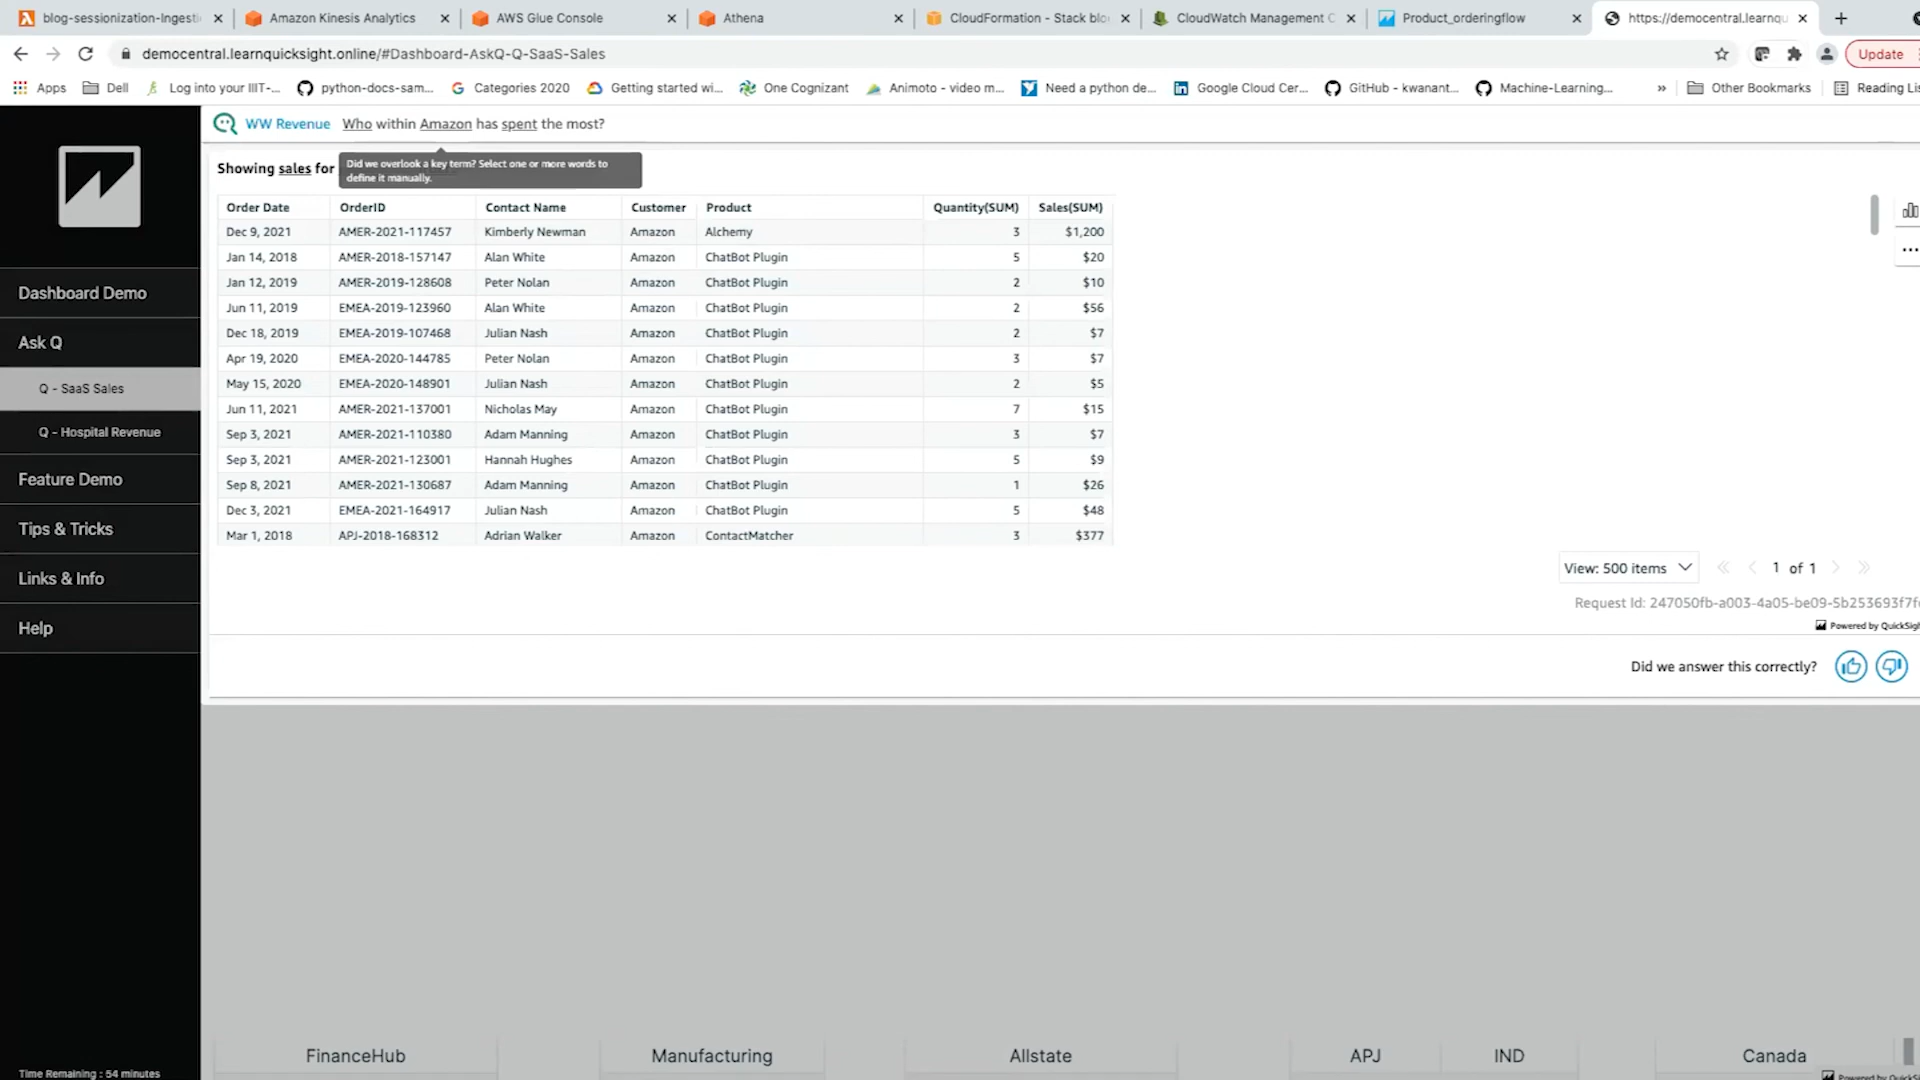 blog-sessionization-Ingesti
Amazon Kinesis Analytics
AWS Glue Console
Athena
CloudFormation - Stack blo
CloudWatch Management C
Product_orderingflow
https://democentral.learnqu
democentral.learnquicksight.online/#Dashboard-AskQ-Q-SaaS-Sales
Update
Apps
Dell
Log into your IIIT-...
python-docs-sam...
Categories 2020
Getting started wi...
One Cognizant
Animoto - video m...
Need a python de...
Google Cloud Cer...
GitHub - kwanant...
Machine-Learning...
»
Other Bookmarks
Reading Lis
WW Revenue Who within Amazon has spent the most?
Showing sales for
Did we overlook a key term? Select one or more words to
define it manually.
Order Date OrderID Contact Name Customer Product Quantity(SUM) Sales(SUM)
Dec 9, 2021 AMER-2021-117457 Kimberly Newman Amazon Alchemy 3 $1,200
Jan 14, 2018 AMER-2018-157147 Alan White Amazon ChatBot Plugin 5 $20
Jan 12, 2019 AMER-2019-128608 Peter Nolan Amazon ChatBot Plugin 2 $10
Jun 11, 2019 EMEA-2019-123960 Alan White Amazon ChatBot Plugin 2 $56
Dec 18, 2019 EMEA-2019-107468 Julian Nash Amazon ChatBot Plugin 2 $7
Apr 19, 2020 EMEA-2020-144785 Peter Nolan Amazon ChatBot Plugin 3 $7
May 15, 2020 EMEA-2020-148901 Julian Nash Amazon ChatBot Plugin 2 $5
Jun 11, 2021 AMER-2021-137001 Nicholas May Amazon ChatBot Plugin 7 $15
Sep 3, 2021 AMER-2021-110380 Adam Manning Amazon ChatBot Plugin 3 $7
Sep 3, 2021 AMER-2021-123001 Hannah Hughes Amazon ChatBot Plugin 5 $9
Sep 8, 2021 AMER-2021-130687 Adam Manning Amazon ChatBot Plugin 1 $26
Dec 3, 2021 EMEA-2021-164917 Julian Nash Amazon ChatBot Plugin 5 $48
Mar 1, 2018 APJ-2018-168312 Adrian Walker Amazon ContactMatcher 3 $377
View: 500 items
1 of 1
Request Id: 247050fb-a003-4a05-be09-5b253693f7f
Powered by QuickSigh
Did we answer this correctly?
Dashboard Demo
Ask Q
Q - SaaS Sales
Q - Hospital Revenue
Feature Demo
Tips & Tricks
Links & Info
Help
FinanceHub
Manufacturing
Allstate
APJ
IND
Canada
Time Remaining : 54 minutes
Powered by QuickSigh